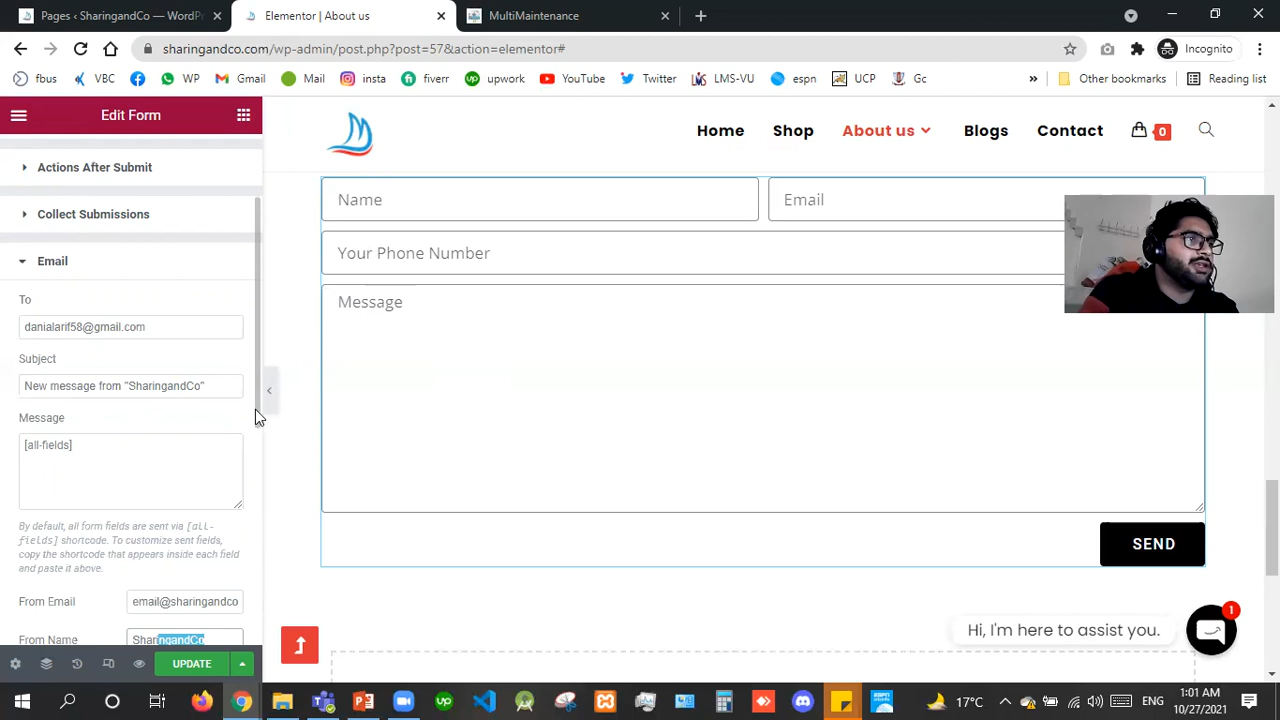 Pages ‹ SharingandCo — WordPr
Elementor | About us
MultiMaintenance
sharingandco.com/wp-admin/post.php?post=57&action=elementor#
Incognito
fbus
VBC
WP
Gmail
Mail
insta
fiverr
upwork
YouTube
Twitter
LMS-VU
espn
UCP
Gc
»
Other bookmarks
Reading list
Edit Form
Home
Shop
About us
Blogs
Contact
0
Actions After Submit
Collect Submissions
Email
To
danialarif58@gmail.com
Subject
New message from "SharingandCo"
Message
[all-fields]
By default, all form fields are sent via [all-
fields] shortcode. To customize sent fields,
copy the shortcode that appears inside each field
and paste it above.
From Email
email@sharingandco
From Name
SharingandCo
UPDATE
Name
Email
Your Phone Number
Message
SEND
Hi, I'm here to assist you.
1
17°C
ENG
1:01 AM
10/27/2021